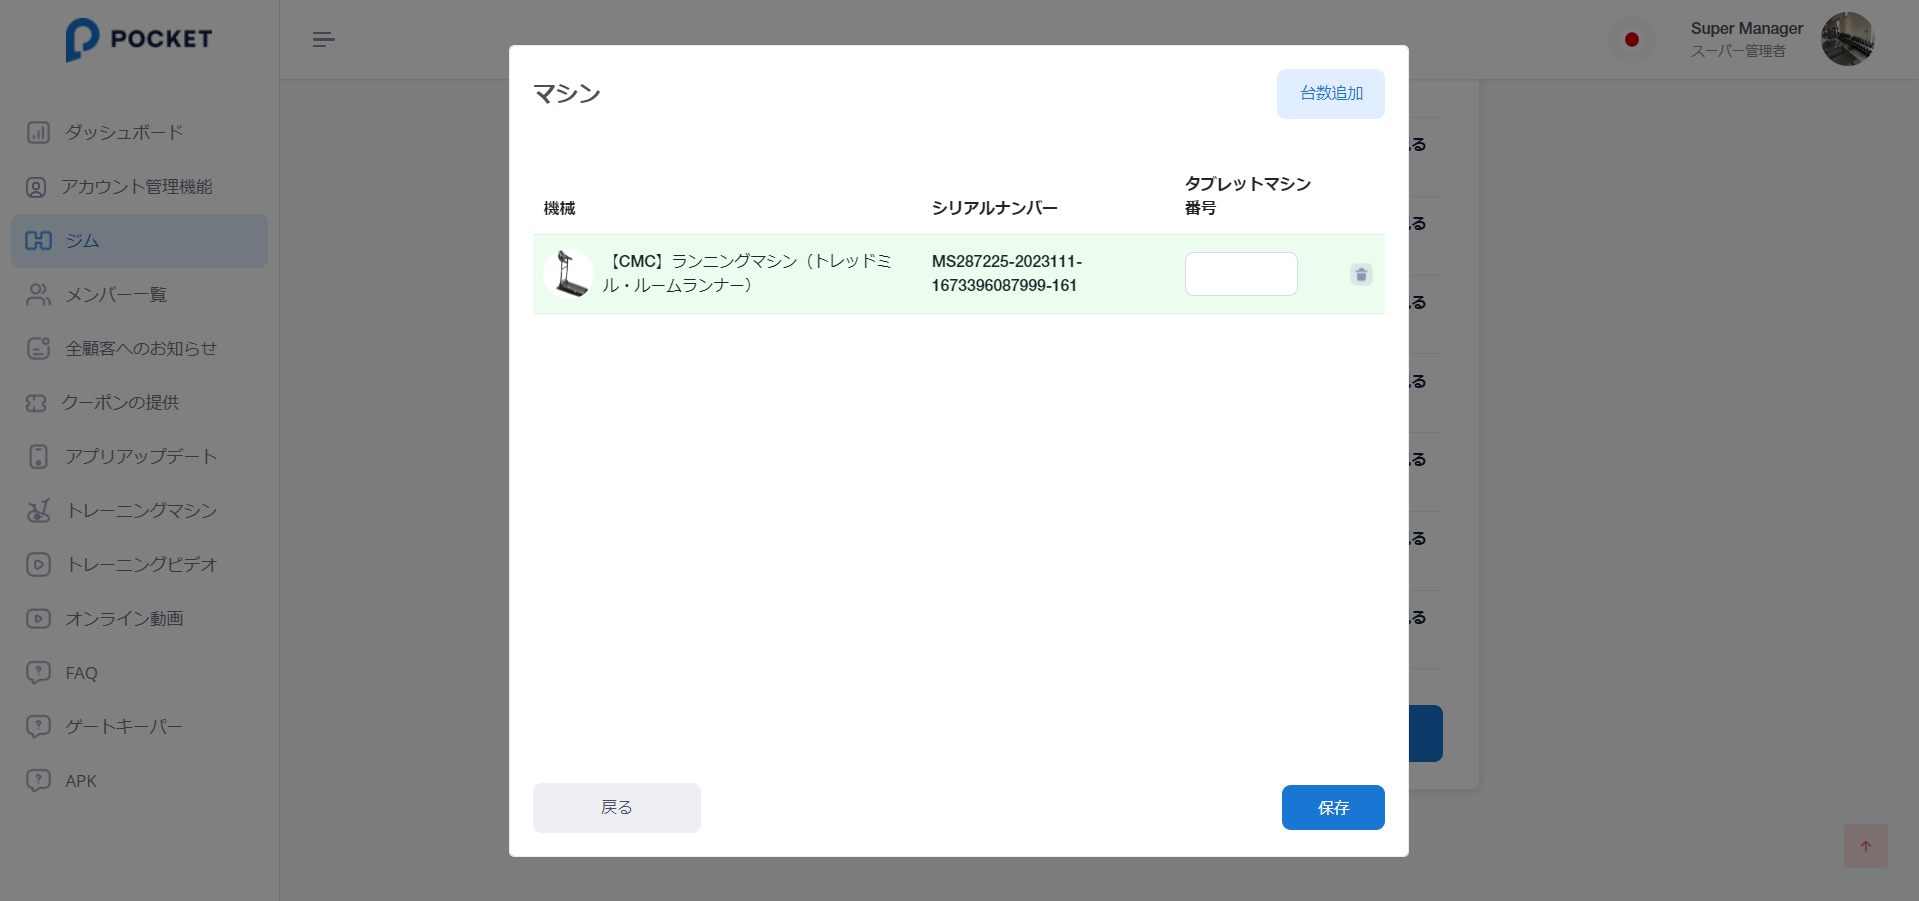 POCKET
Super Manager
スーパー管理者
ダッシュボード
アカウント管理機能
ジム
メンバー一覧
全顧客へのお知らせ
クーポンの提供
アプリアップデート
トレーニングマシン
トレーニングビデオ
オンライン動画
FAQ
ゲートキーパー
APK
マシン
台数追加
機械
シリアルナンバー
タブレットマシン
番号
【CMC】ランニングマシン（トレッドミ
ル・ルームランナー）
MS287225-2023111-
1673396087999-161
戻る
保存
る
る
る
る
る
る
る